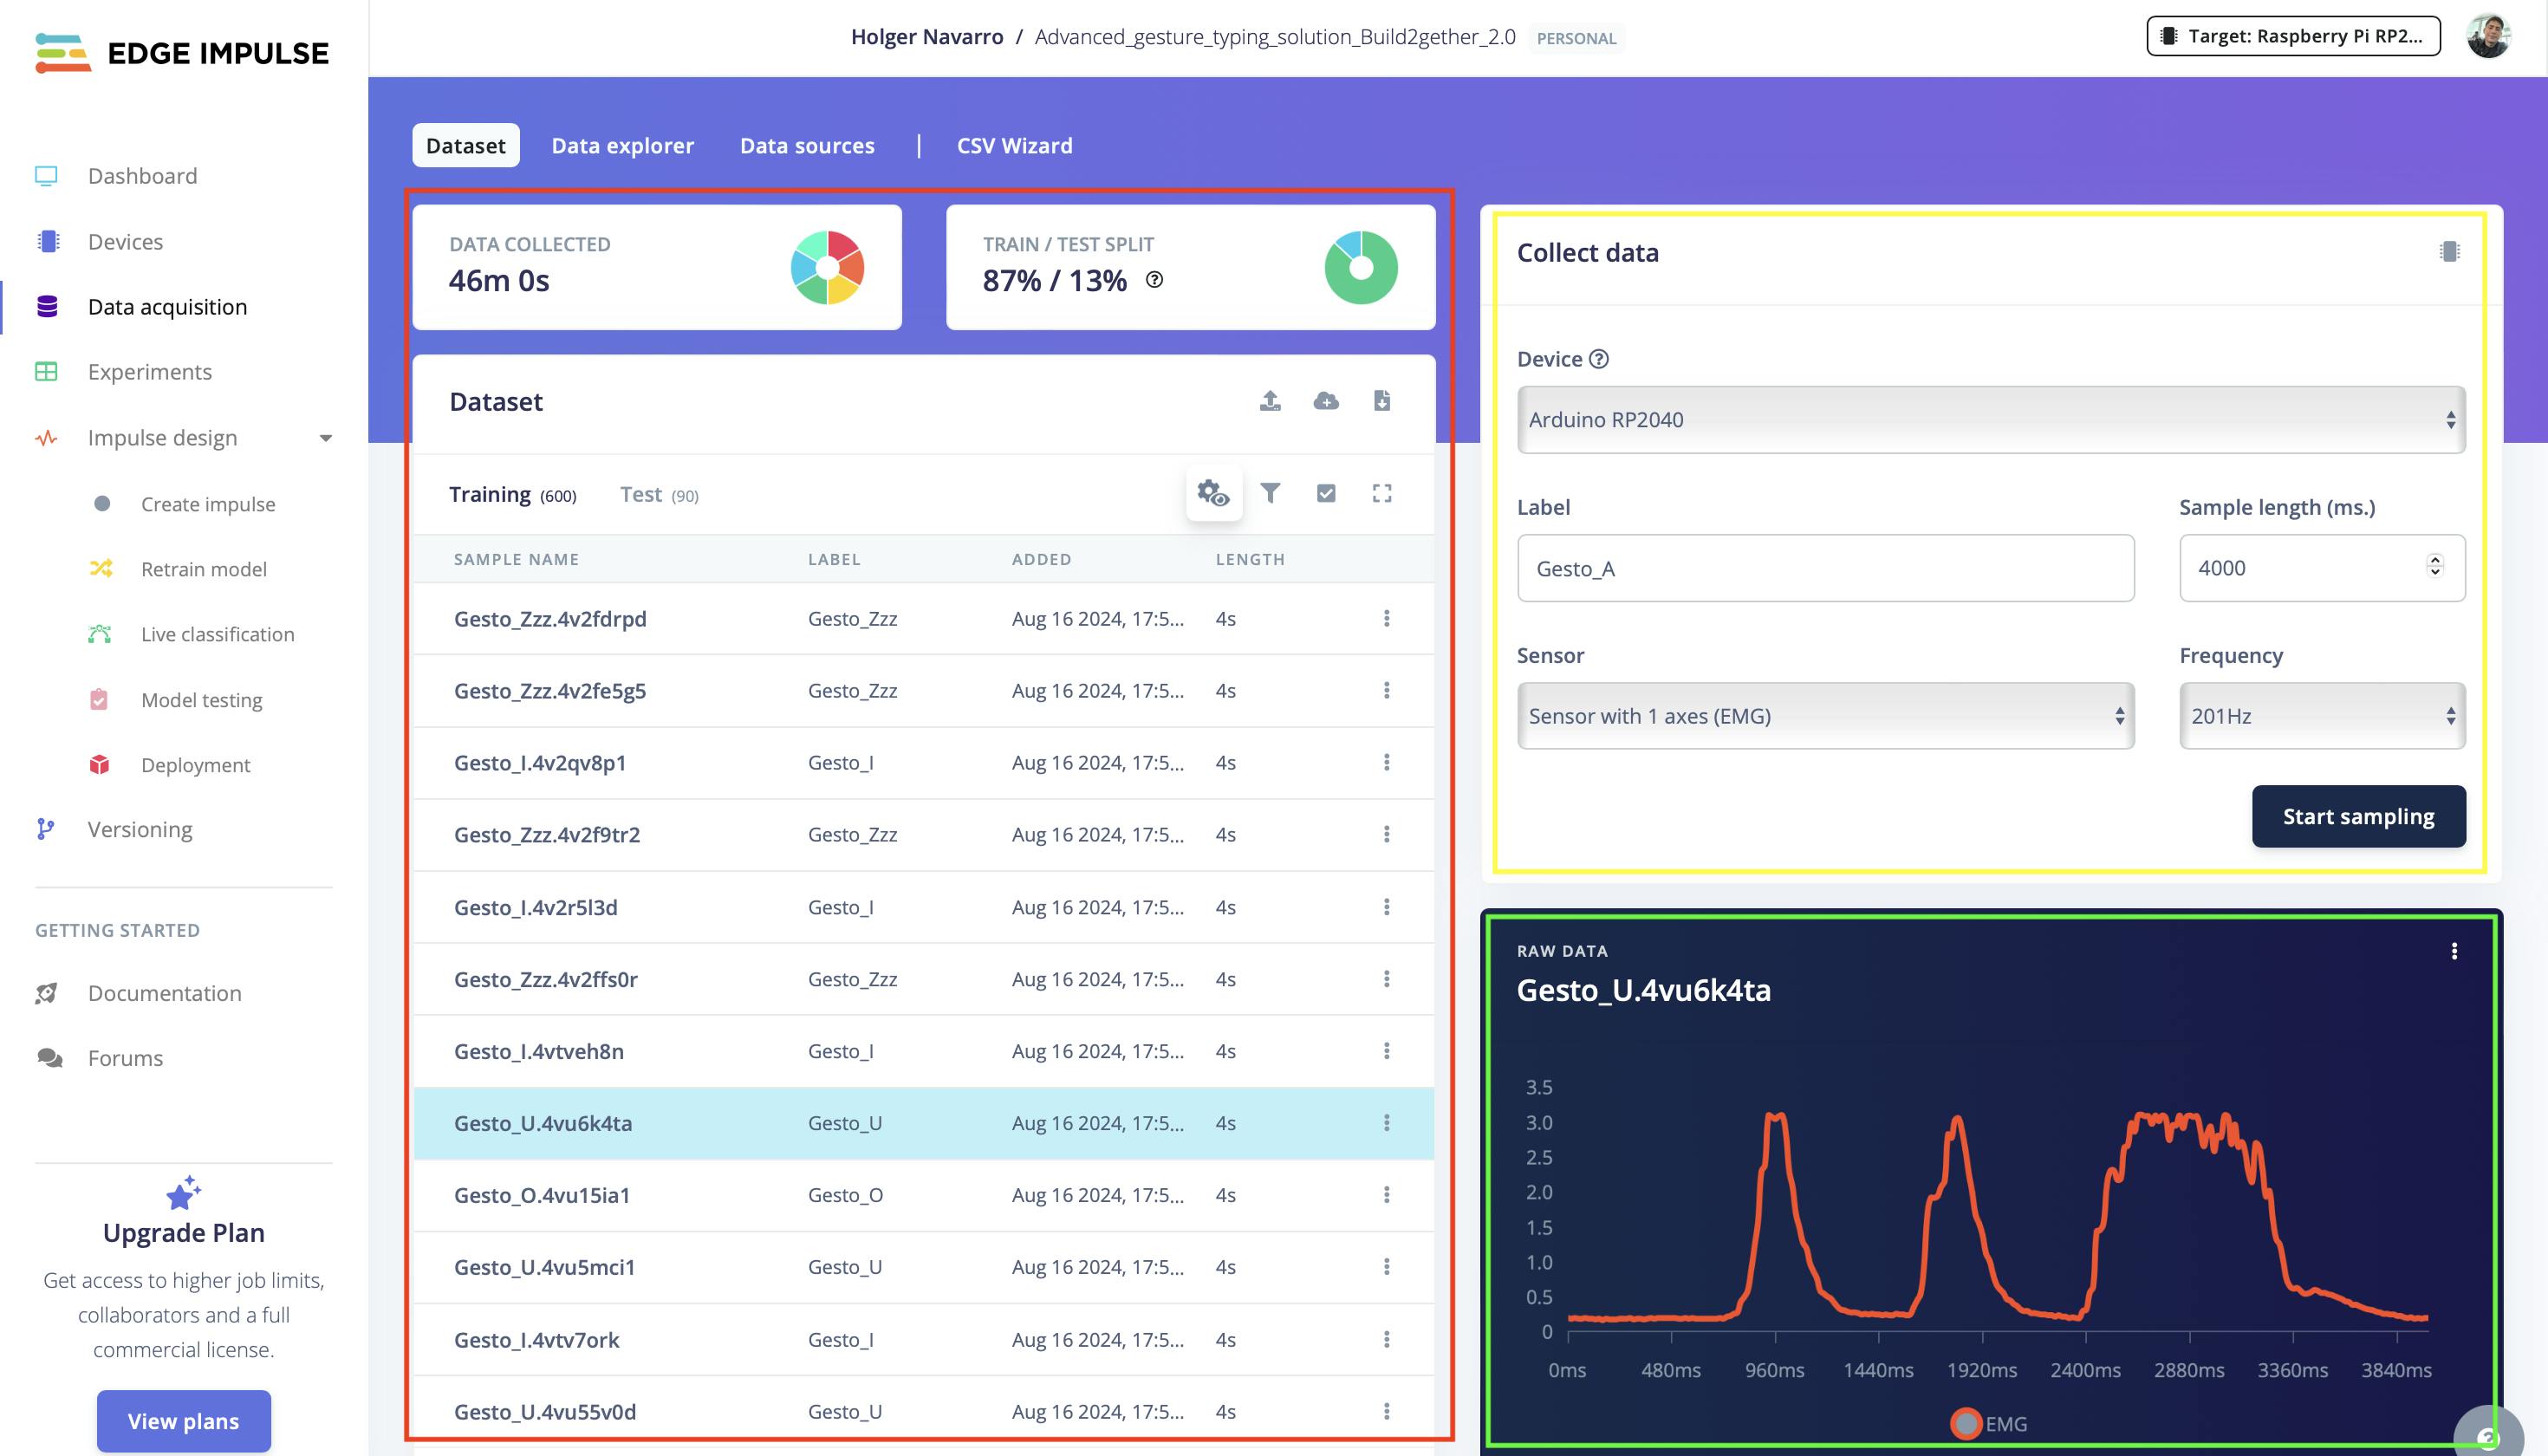 EDGE IMPULSE
Holger Navarro / Advanced_gesture_typing_solution_Build2gether_2.0 PERSONAL
Target: Raspberry Pi RP2...
Dashboard
Devices
Data acquisition
Experiments
Impulse design
Create impulse
Retrain model
Live classification
Model testing
Deployment
Versioning
GETTING STARTED
Documentation
Forums
Upgrade Plan
Get access to higher job limits,
collaborators and a full
commercial license.
View plans
Dataset Data explorer Data sources | CSV Wizard
DATA COLLECTED
46m 0s
TRAIN / TEST SPLIT
87% / 13%
Dataset
Training (600) Test (90)
SAMPLE NAME LABEL ADDED LENGTH
Gesto_Zzz.4v2fdrpd Gesto_Zzz Aug 16 2024, 17:5... 4s
Gesto_Zzz.4v2fe5g5 Gesto_Zzz Aug 16 2024, 17:5... 4s
Gesto_I.4v2qv8p1 Gesto_I Aug 16 2024, 17:5... 4s
Gesto_Zzz.4v2f9tr2 Gesto_Zzz Aug 16 2024, 17:5... 4s
Gesto_I.4v2r5l3d Gesto_I Aug 16 2024, 17:5... 4s
Gesto_Zzz.4v2ffs0r Gesto_Zzz Aug 16 2024, 17:5... 4s
Gesto_I.4vtveh8n Gesto_I Aug 16 2024, 17:5... 4s
Gesto_U.4vu6k4ta Gesto_U Aug 16 2024, 17:5... 4s
Gesto_O.4vu15ia1 Gesto_O Aug 16 2024, 17:5... 4s
Gesto_U.4vu5mci1 Gesto_U Aug 16 2024, 17:5... 4s
Gesto_I.4vtv7ork Gesto_I Aug 16 2024, 17:5... 4s
Gesto_U.4vu55v0d Gesto_U Aug 16 2024, 17:5... 4s
Collect data
Device
Arduino RP2040
Label Sample length (ms.)
Gesto_A 4000
Sensor Frequency
Sensor with 1 axes (EMG) 201Hz
Start sampling
RAW DATA
Gesto_U.4vu6k4ta
3.5
3.0
2.5
2.0
1.5
1.0
0.5
0
0ms 480ms 960ms 1440ms 1920ms 2400ms 2880ms 3360ms 3840ms
EMG